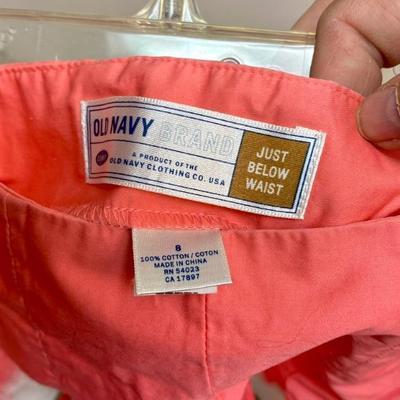 OLD NAVY BRAND
A PRODUCT OF THE
OLD NAVY CLOTHING CO. USA
JUST
BELOW
WAIST
8
100% COTTON / COTON
MADE IN CHINA
RN 54023
CA 17897